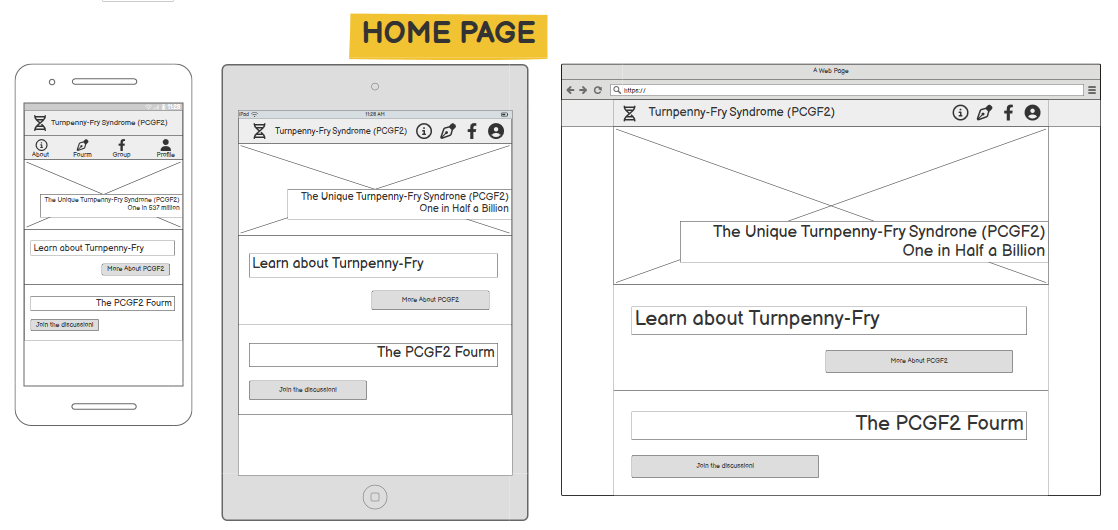 HOME PAGE
11:28
Turnpenny-Fry Syndrome (PCGF2)
About
Fourm
Group
Profile
The Unique Turnpenny-Fry Syndrone (PCGF2)
One in 537 million
Learn about Turnpenny-Fry
More About PCGF2
The PCGF2 Fourm
Join the discussion!
iPad
11:28 AM
Turnpenny-Fry Syndrome (PCGF2)
The Unique Turnpenny-Fry Syndrone (PCGF2)
One in Half a Billion
Learn about Turnpenny-Fry
More About PCGF2
The PCGF2 Fourm
Join the discussion!
A Web Page
https://
Turnpenny-Fry Syndrome (PCGF2)
The Unique Turnpenny-Fry Syndrone (PCGF2)
One in Half a Billion
Learn about Turnpenny-Fry
More About PCGF2
The PCGF2 Fourm
Join the discussion!